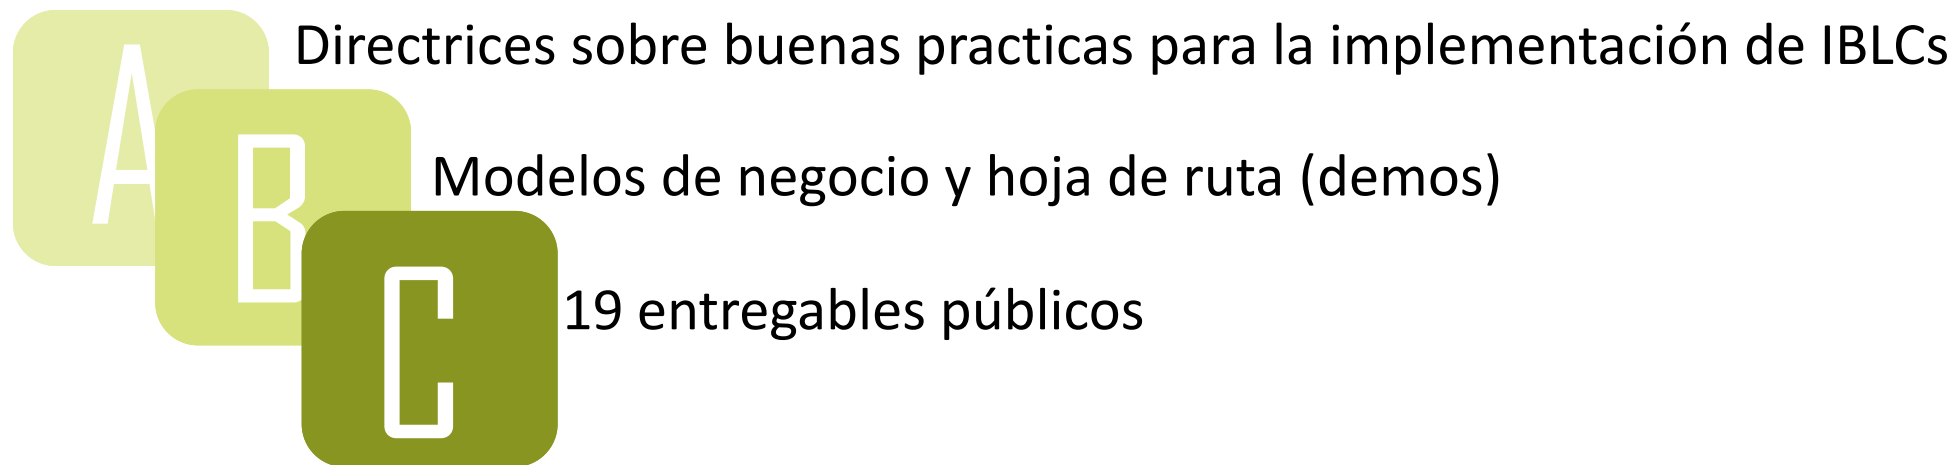 A Directrices sobre buenas practicas para la implementación de IBLCs
B Modelos de negocio y hoja de ruta (demos)
C 19 entregables públicos